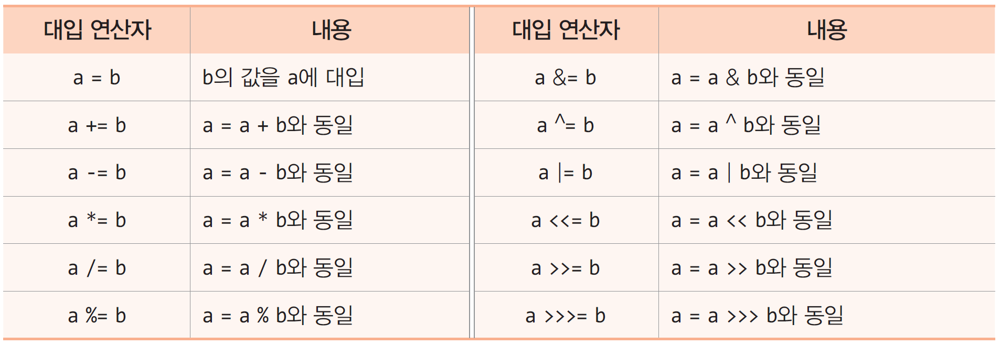 대입 연산자 내용 대입 연산자 내용
a = b b의 값을 a에 대입 a &= b a = a & b와 동일
a += b a = a + b와 동일 a ^= b a = a ^ b와 동일
a -= b a = a - b와 동일 a |= b a = a | b와 동일
a *= b a = a * b와 동일 a <<= b a = a << b와 동일
a /= b a = a / b와 동일 a >>= b a = a >> b와 동일
a %= b a = a % b와 동일 a >>>= b a = a >>> b와 동일